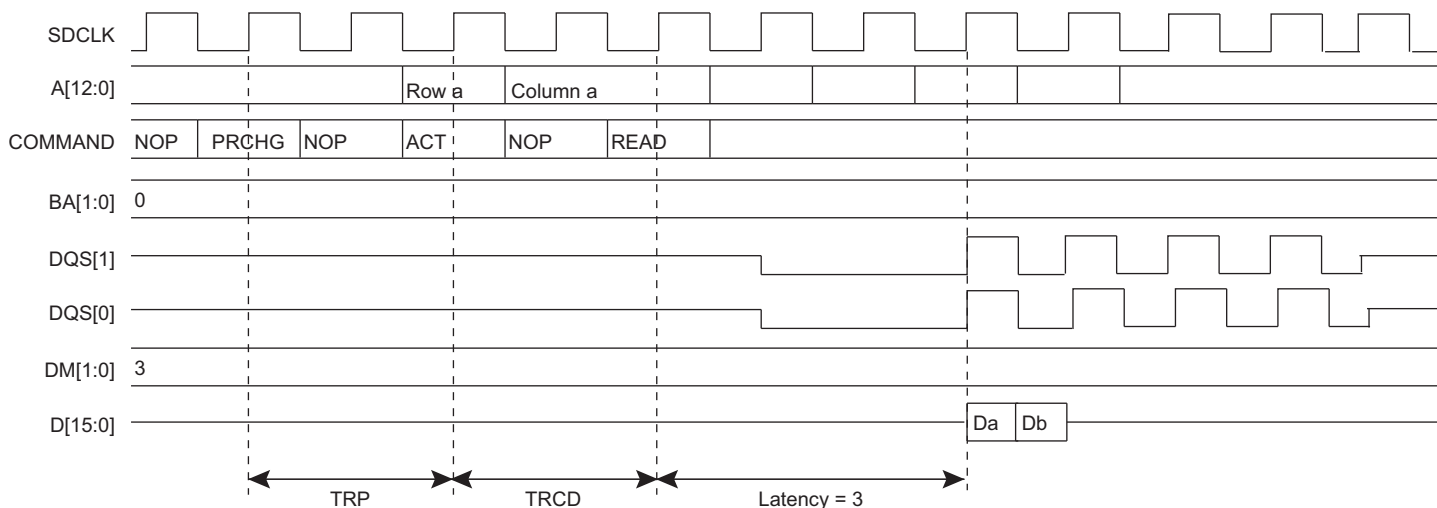 SDCLK
A[12:0] Row a Column a
COMMAND NOP PRCHG NOP ACT NOP READ
BA[1:0] 0
DQS[1]
DQS[0]
DM[1:0] 3
D[15:0] Da Db
TRP TRCD Latency = 3